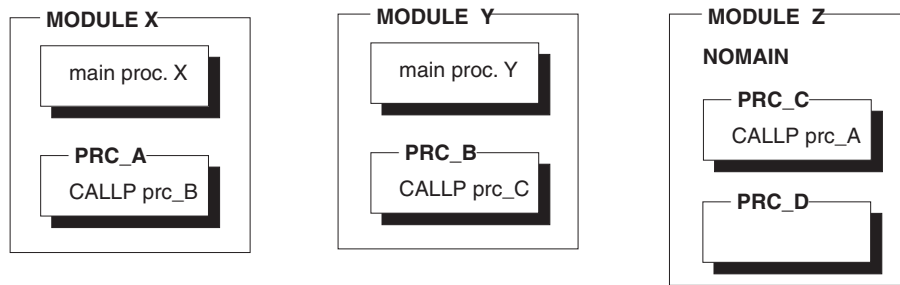 MODULE X
main proc. X
PRC_A
CALLP prc_B
MODULE Y
main proc. Y
PRC_B
CALLP prc_C
MODULE Z
NOMAIN
PRC_C
CALLP prc_A
PRC_D